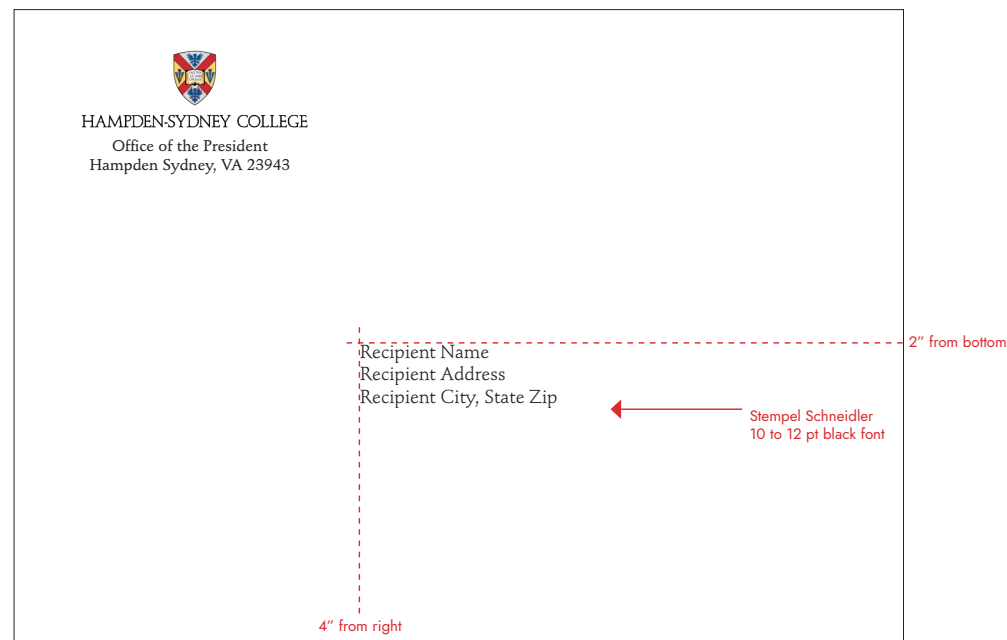 HAMPDEN-SYDNEY COLLEGE
Office of the President
Hampden Sydney, VA 23943
2” from bottom
Recipient Name
Recipient Address
Recipient City, State Zip
Stempel Schneidler
10 to 12 pt black font
4” from right